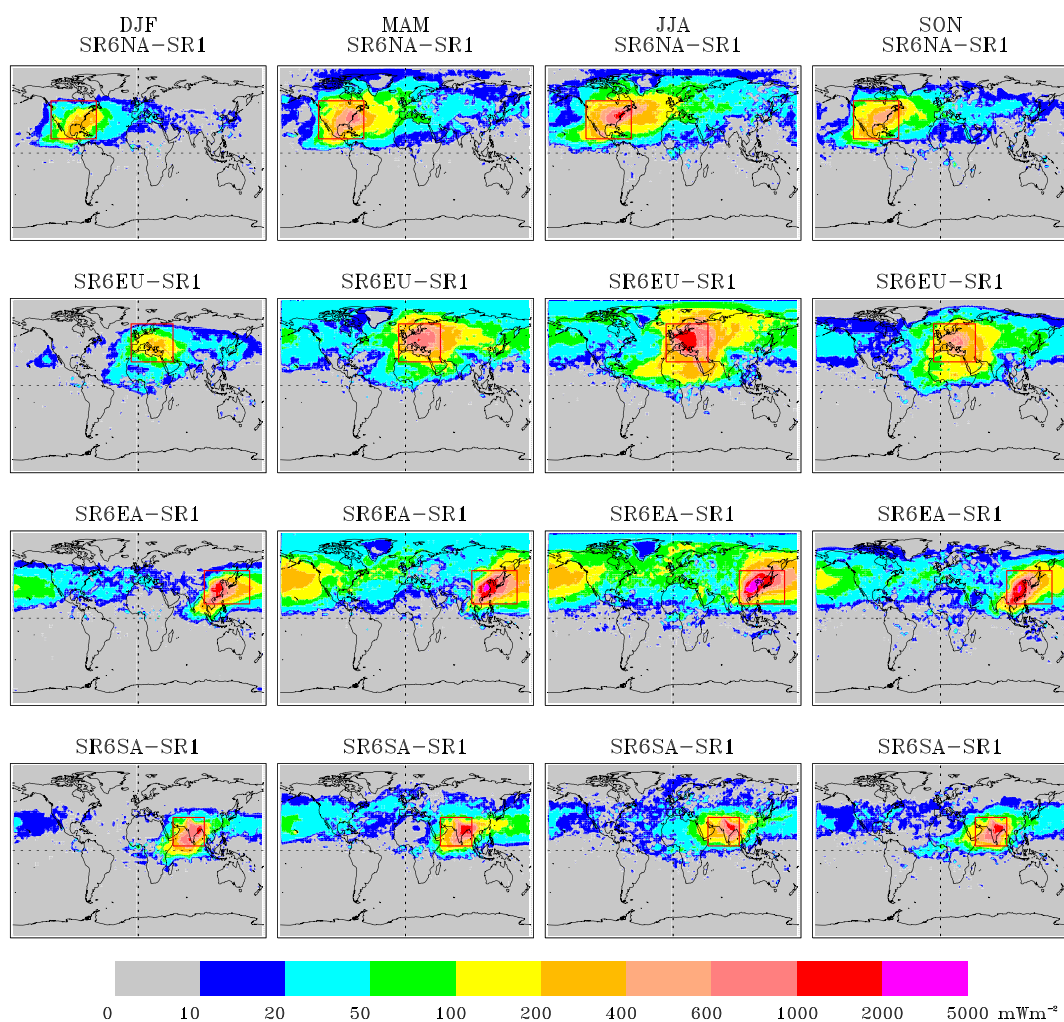 DJF MAM JJA SON
SR6NA−SR1 SR6NA−SR1 SR6NA−SR1 SR6NA−SR1
SR6EU−SR1 SR6EU−SR1 SR6EU−SR1 SR6EU−SR1
SR6EA−SR1 SR6EA−SR1 SR6EA−SR1 SR6EA−SR1
SR6SA−SR1 SR6SA−SR1 SR6SA−SR1 SR6SA−SR1
0 10 20 50 100 200 400 600 1000 2000 5000 mWm⁻²